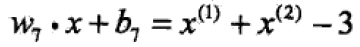 w₇ · x + b₇ = x⁽¹⁾ + x⁽²⁾ − 3